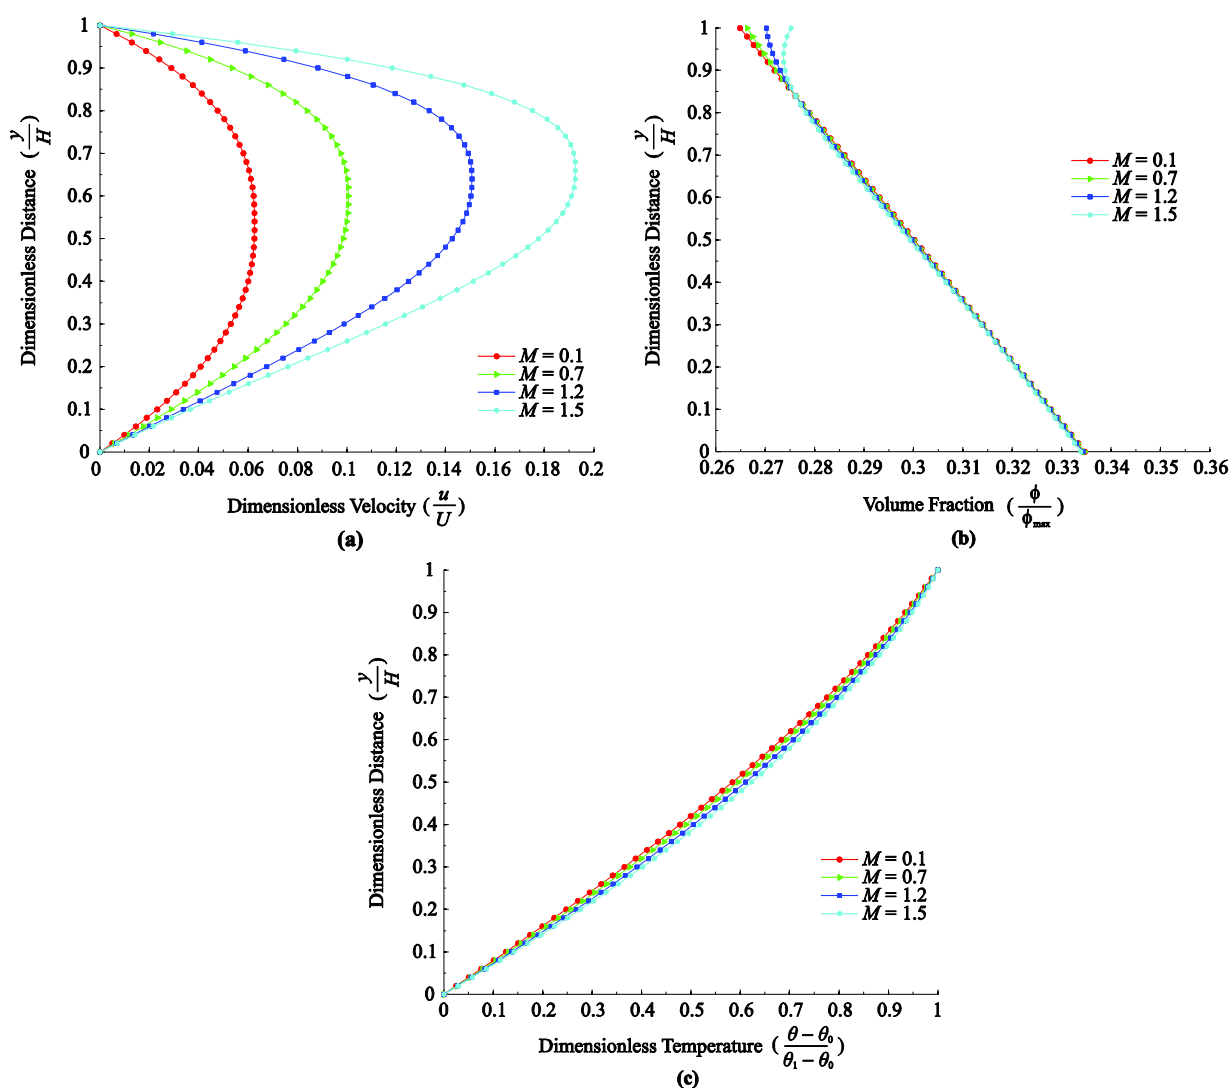 1
0.9
0.8
0.7
0.6
0.5
0.4
0.3
0.2
0.1
0
Dimensionless Distance (y/H)
M = 0.1
M = 0.7
M = 1.2
M = 1.5
0 0.02 0.04 0.06 0.08 0.1 0.12 0.14 0.16 0.18 0.2
Dimensionless Velocity (u/U)
(a)
1
0.9
0.8
0.7
0.6
0.5
0.4
0.3
0.2
0.1
0
Dimensionless Distance (y/H)
M = 0.1
M = 0.7
M = 1.2
M = 1.5
0.26 0.27 0.28 0.29 0.3 0.31 0.32 0.33 0.34 0.35 0.36
Volume Fraction (ϕ/ϕmax)
(b)
1
0.9
0.8
0.7
0.6
0.5
0.4
0.3
0.2
0.1
0
Dimensionless Distance (y/H)
M = 0.1
M = 0.7
M = 1.2
M = 1.5
0 0.1 0.2 0.3 0.4 0.5 0.6 0.7 0.8 0.9 1
Dimensionless Temperature (θ – θ0/θ1 – θ0)
(c)